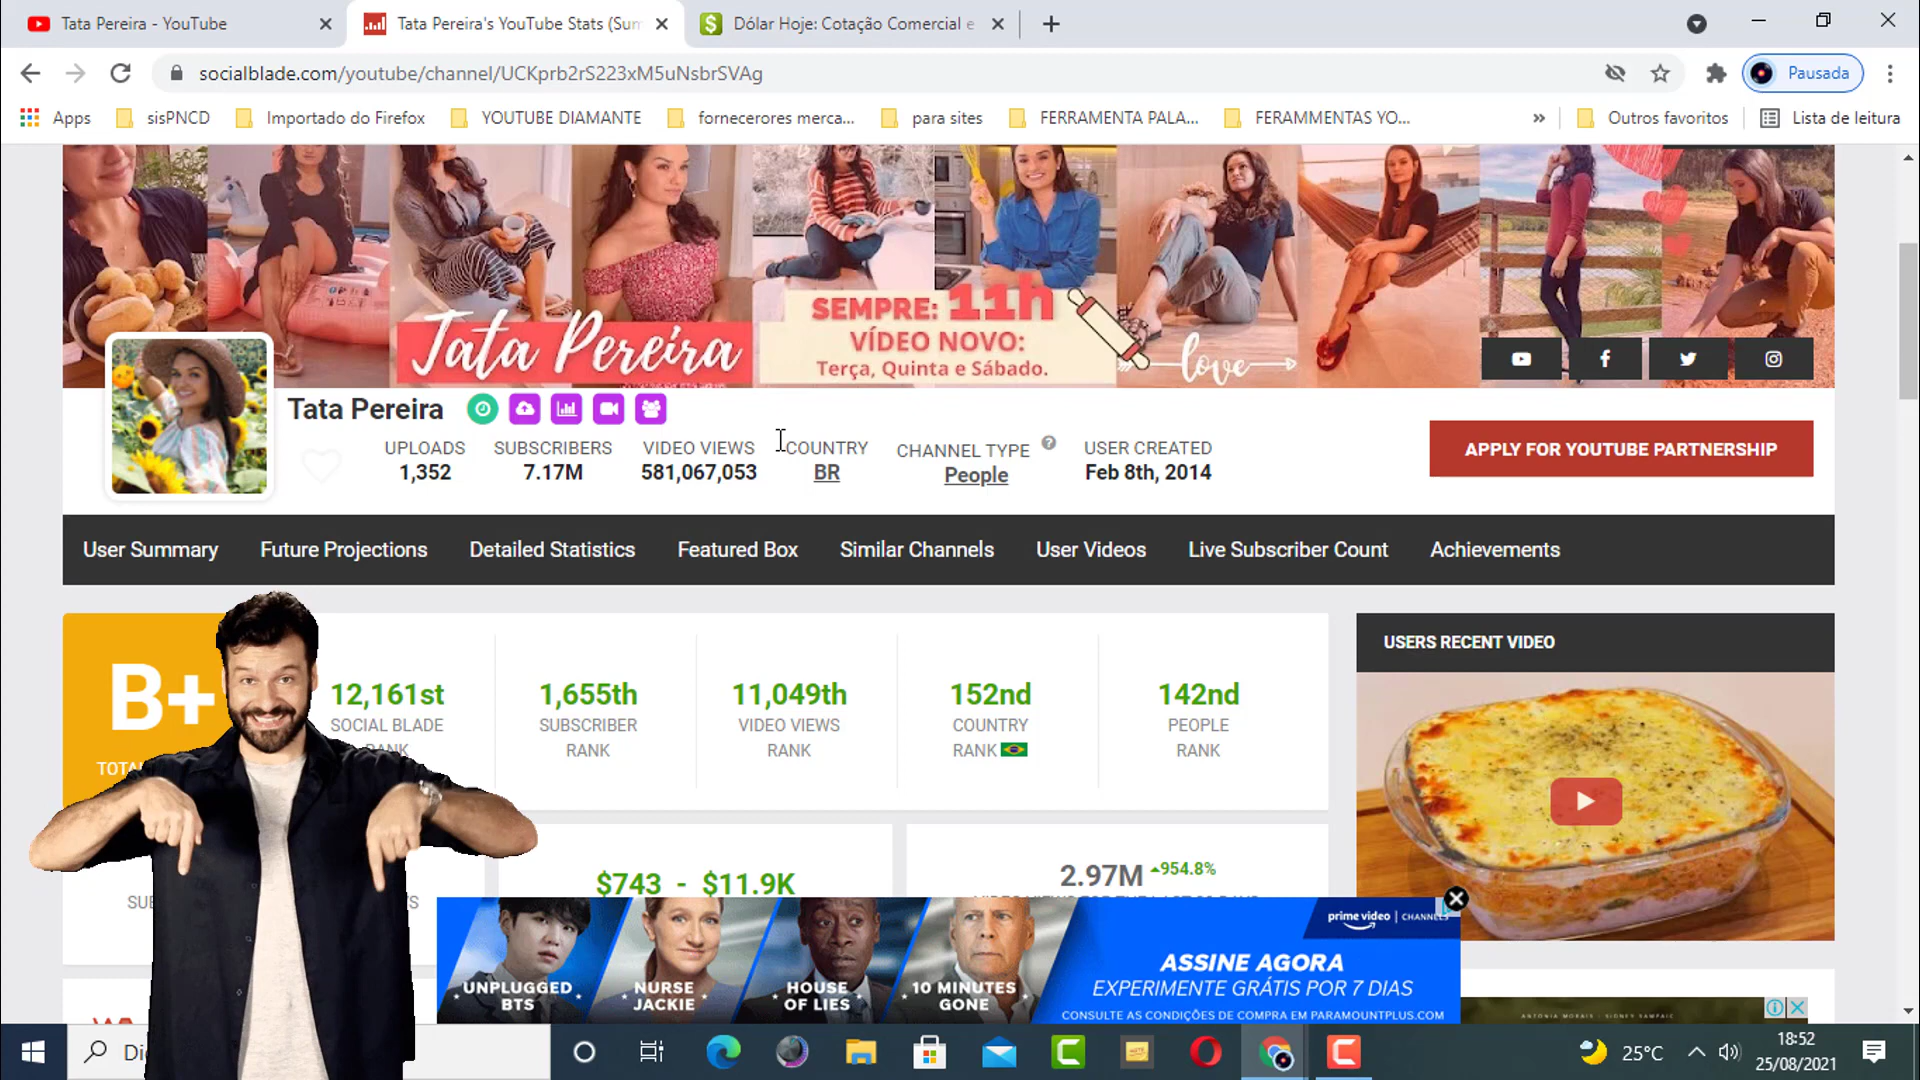 Tata Pereira - YouTube
Tata Pereira's YouTube Stats (Sum
Dólar Hoje: Cotação Comercial e
socialblade.com/youtube/channel/UCKprb2rS223xM5uNsbrSVAg
Pausada
Apps
sisPNCD
Importado do Firefox
YOUTUBE DIAMANTE
fornecerores merca...
para sites
FERRAMENTA PALA...
FERAMMENTAS YO...
»
Outros favoritos
Lista de leitura
Tata Pereira
SEMPRE: 11h
VÍDEO NOVO:
Terça, Quinta e Sábado.
love
Tata Pereira
UPLOADS
1,352
SUBSCRIBERS
7.17M
VIDEO VIEWS
581,067,053
COUNTRY
BR
CHANNEL TYPE
People
USER CREATED
Feb 8th, 2014
APPLY FOR YOUTUBE PARTNERSHIP
User Summary
Future Projections
Detailed Statistics
Featured Box
Similar Channels
User Videos
Live Subscriber Count
Achievements
B+
12,161st
SOCIAL BLADE
RANK
1,655th
SUBSCRIBER
RANK
11,049th
VIDEO VIEWS
RANK
152nd
COUNTRY
RANK
142nd
PEOPLE
RANK
USERS RECENT VIDEO
$743 - $11.9K
2.97M 954.8%
prime video | CHANNELS
UNPLUGGED
BTS
NURSE
JACKIE
HOUSE
OF LIES
10 MINUTES
GONE
ASSINE AGORA
EXPERIMENTE GRÁTIS POR 7 DIAS
CONSULTE AS CONDIÇÕES DE COMPRA EM PARAMOUNTPLUS.COM
ANTONIA MORAIS - SIDNEY SAMPAIO
25°C
18:52
25/08/2021